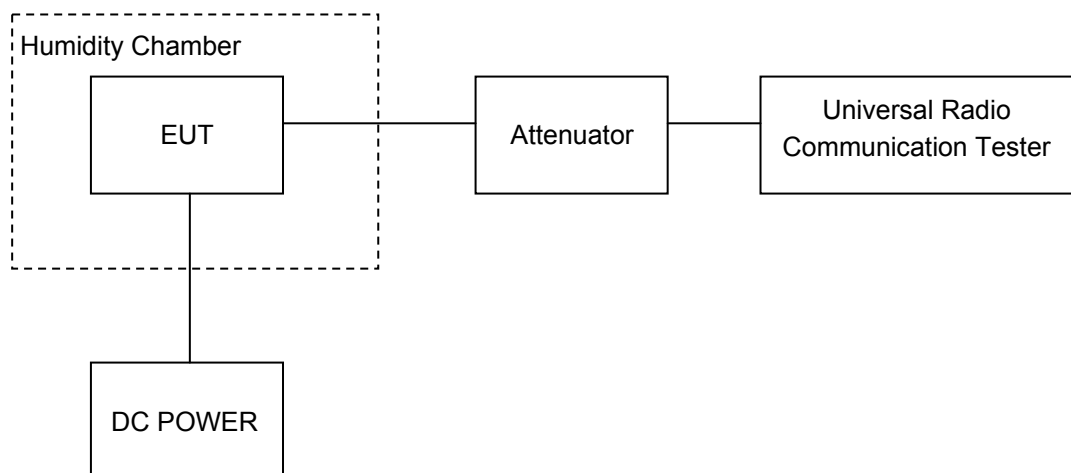 Humidity Chamber
EUT
Attenuator
Universal Radio
Communication Tester
DC POWER